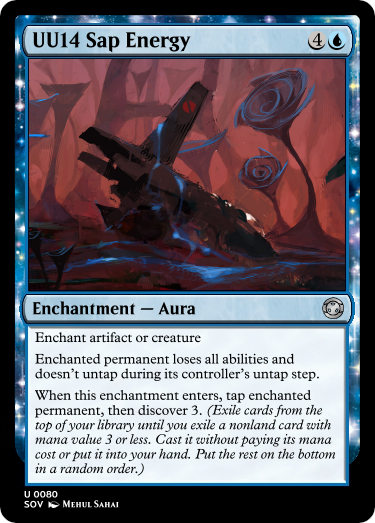 UU14 Sap Energy 4
Enchantment — Aura
Enchant artifact or creature
Enchanted permanent loses all abilities and
doesn't untap during its controller's untap step.
When this enchantment enters, tap enchanted
permanent, then discover 3. (Exile cards from the
top of your library until you exile a nonland card with
mana value 3 or less. Cast it without paying its mana
cost or put it into your hand. Put the rest on the bottom
in a random order.)
U 0080
SOV Mehul Sahai